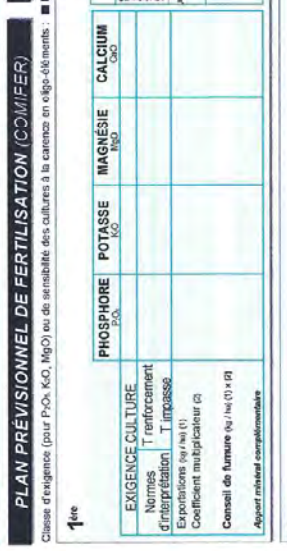 PLAN PRÉVISIONNEL DE FERTILISATION (COMIFER)
Classe d'exigence (pour P₂O₅, K₂O, MgO) ou de sensibilité des cultures à la carence en oligo-éléments :
1ère
PHOSPHORE POTASSE MAGNÉSIE CALCIUM
P₂O₅ K₂O MgO CaO
EXIGENCE CULTURE
Normes T renforcement
d'interprétation T impasse
Exportations (kg / ha) (1)
Coefficient multiplicateur (2)
Conseil de fumure (kg / ha) (1) x (2)
Apport minéral complémentaire